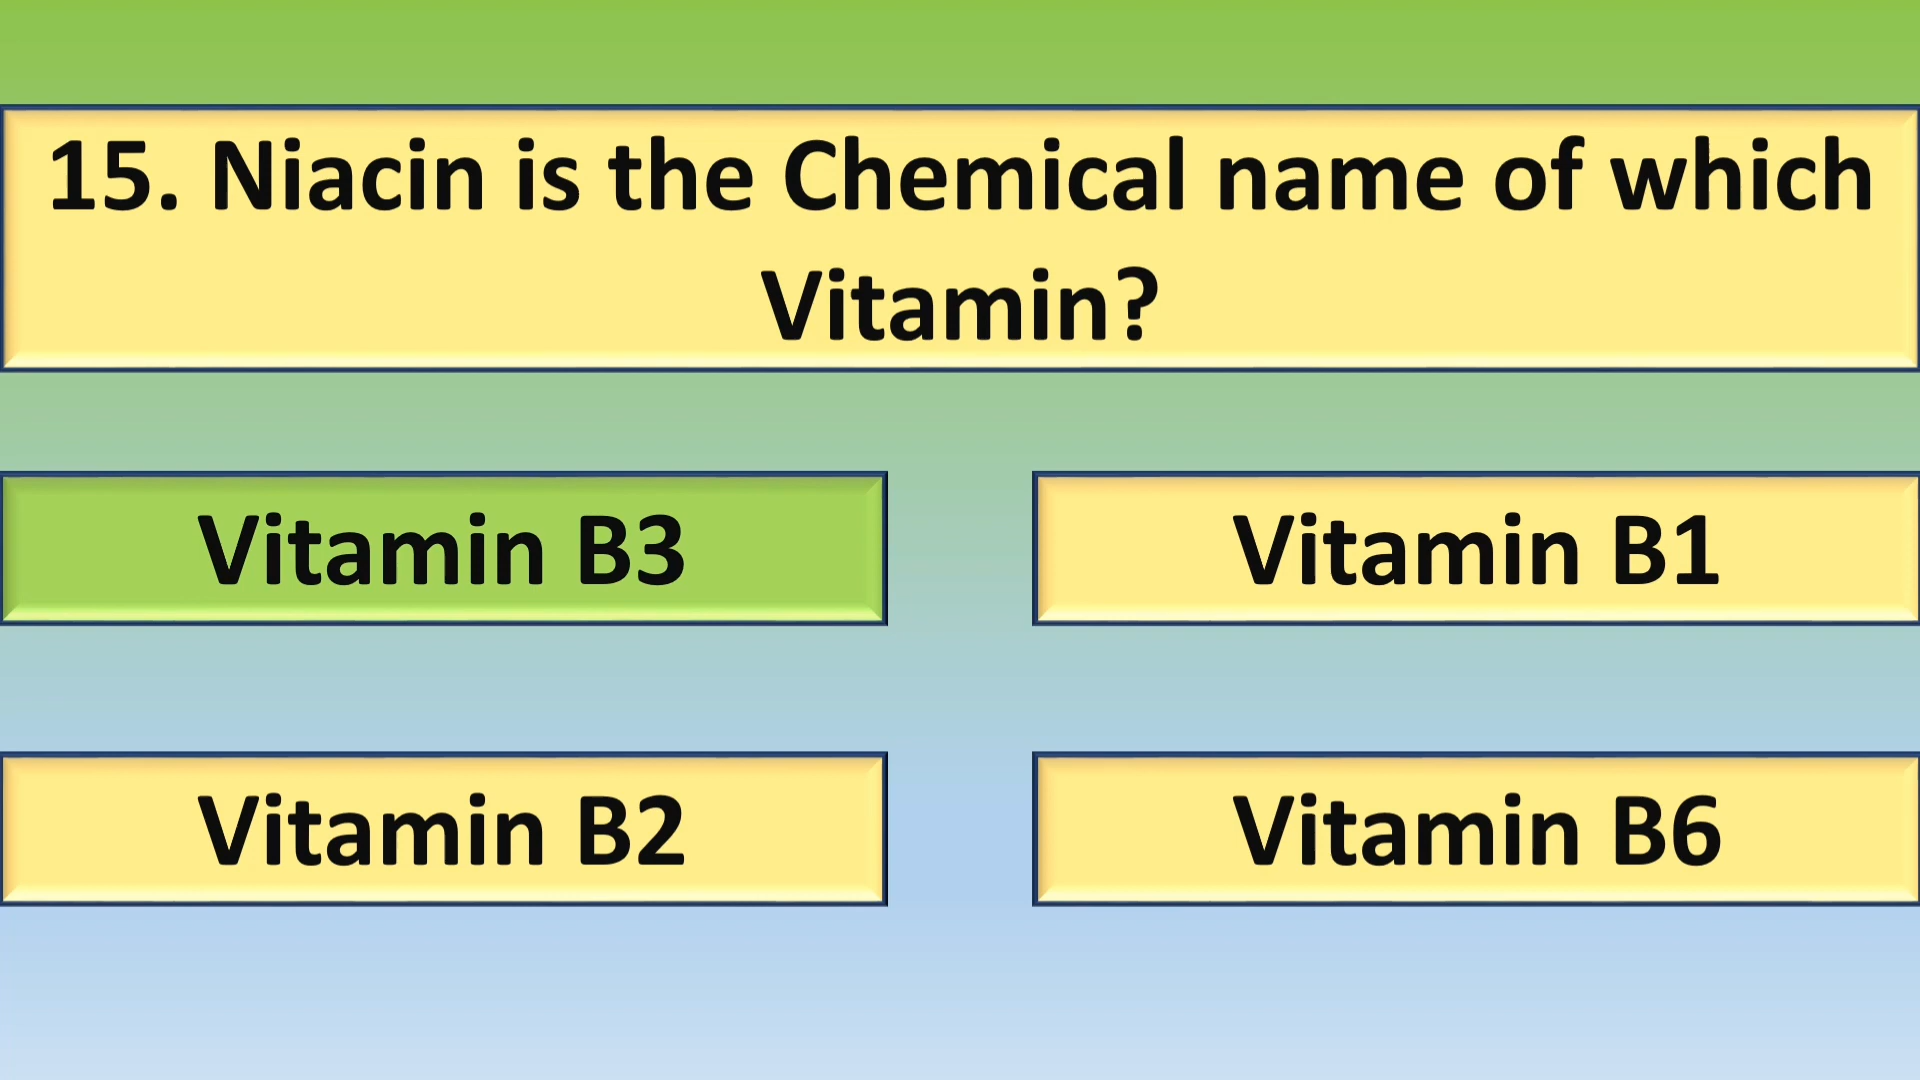 15. Niacin is the Chemical name of which
Vitamin?
Vitamin B3
Vitamin B1
Vitamin B2
Vitamin B6